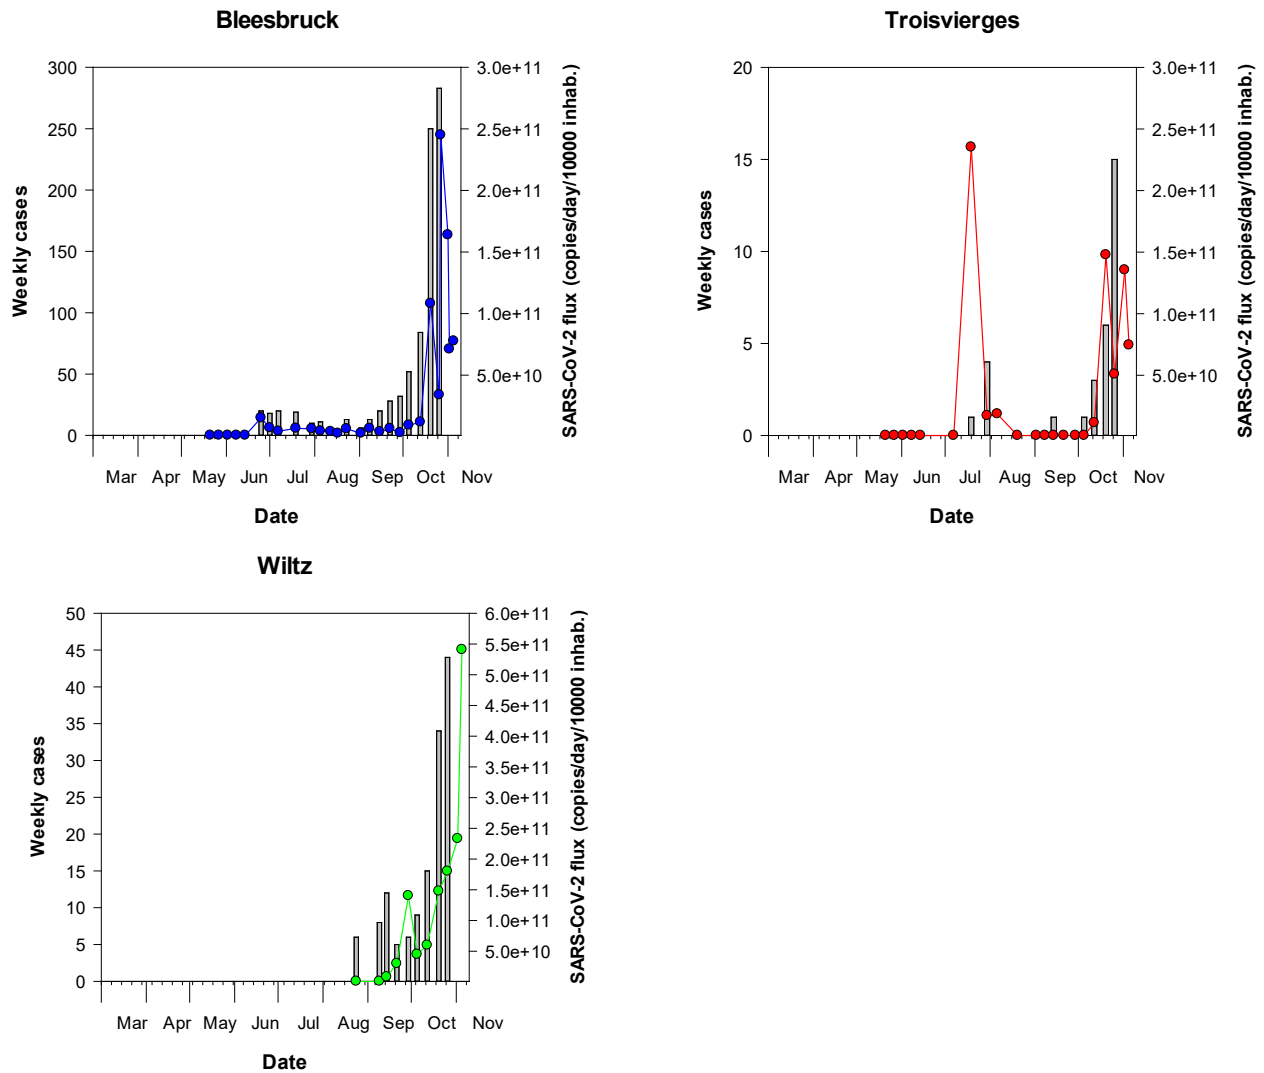 Bleesbruck
300
250
200
150
100
50
0
Weekly cases
3.0e+11
2.5e+11
2.0e+11
1.5e+11
1.0e+11
5.0e+10
SARS-CoV-2 flux (copies/day/10000 inhab.)
Mar Apr May Jun Jul Aug Sep Oct Nov
Date
Troisvierges
20
15
10
5
0
Weekly cases
3.0e+11
2.5e+11
2.0e+11
1.5e+11
1.0e+11
5.0e+10
SARS-CoV-2 flux (copies/day/10000 inhab.)
Mar Apr May Jun Jul Aug Sep Oct Nov
Date
Wiltz
50
45
40
35
30
25
20
15
10
5
0
Weekly cases
6.0e+11
5.5e+11
5.0e+11
4.5e+11
4.0e+11
3.5e+11
3.0e+11
2.5e+11
2.0e+11
1.5e+11
1.0e+11
5.0e+10
SARS-CoV-2 flux (copies/day/10000 inhab.)
Mar Apr May Jun Jul Aug Sep Oct Nov
Date